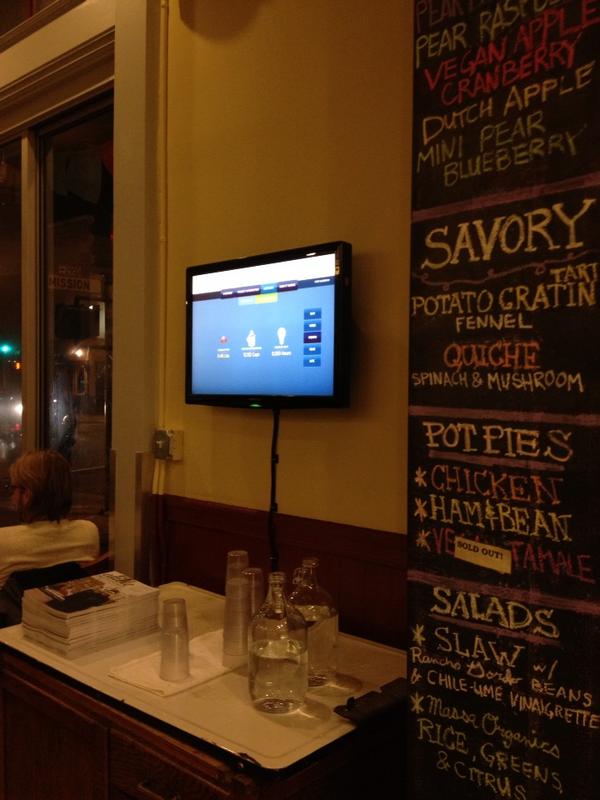 PEAR
VEGAN APPLE
CRANBERRY
DUTCH APPLE
MINI PEAR
BLUEBERRY
SAVORY
TART
POTATO GRATIN
FENNEL
QUICHE
SPINACH & MUSHROOM
POT PIES
*CHICKEN
*HAM & BEAN
SOLD OUT!
TAMALE
SALADS
* SLAW w/
Rancho Gordo BEANS
& CHILE-LIME VINAIGRETTE
* Massa Organics
RICE, GREENS,
& CITRUS
MISSION